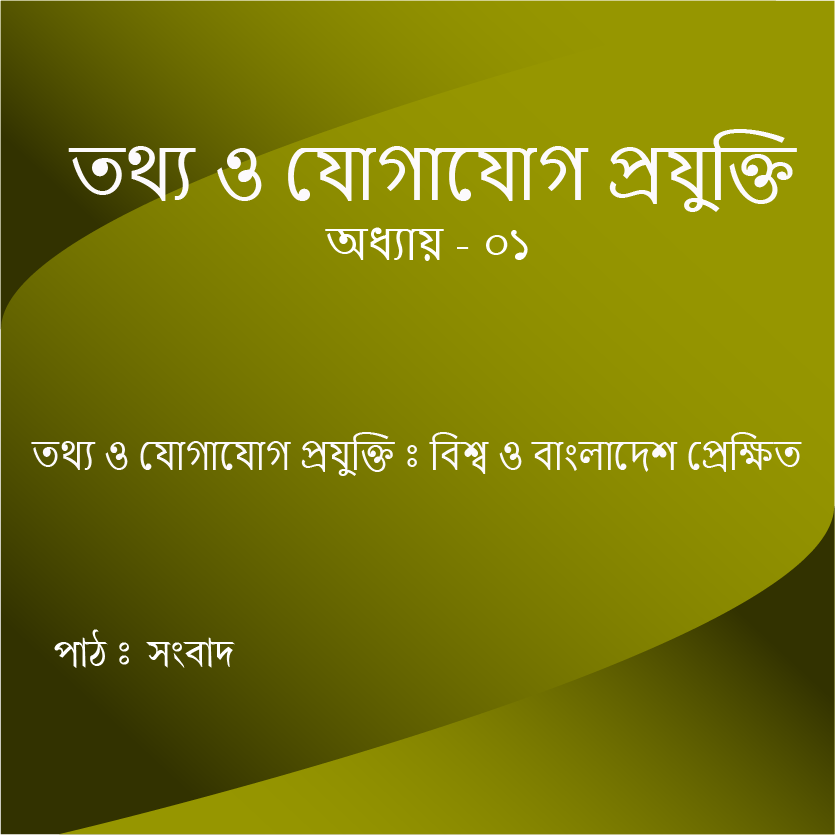 তথ্য ও যোগাযোগ প্রযুক্তি
অধ্যায় - ০১
তথ্য ও যোগাযোগ প্রযুক্তি ঃ বিশ্ব ও বাংলাদেশ প্রেক্ষিত
পাঠ ঃ সংবাদ